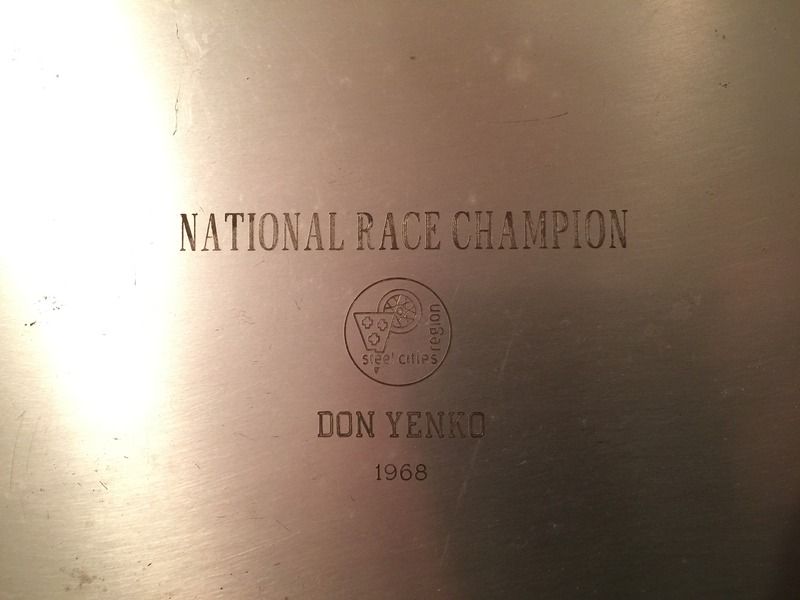 NATIONAL RACE CHAMPION
steel cities region
DON YENKO
1968